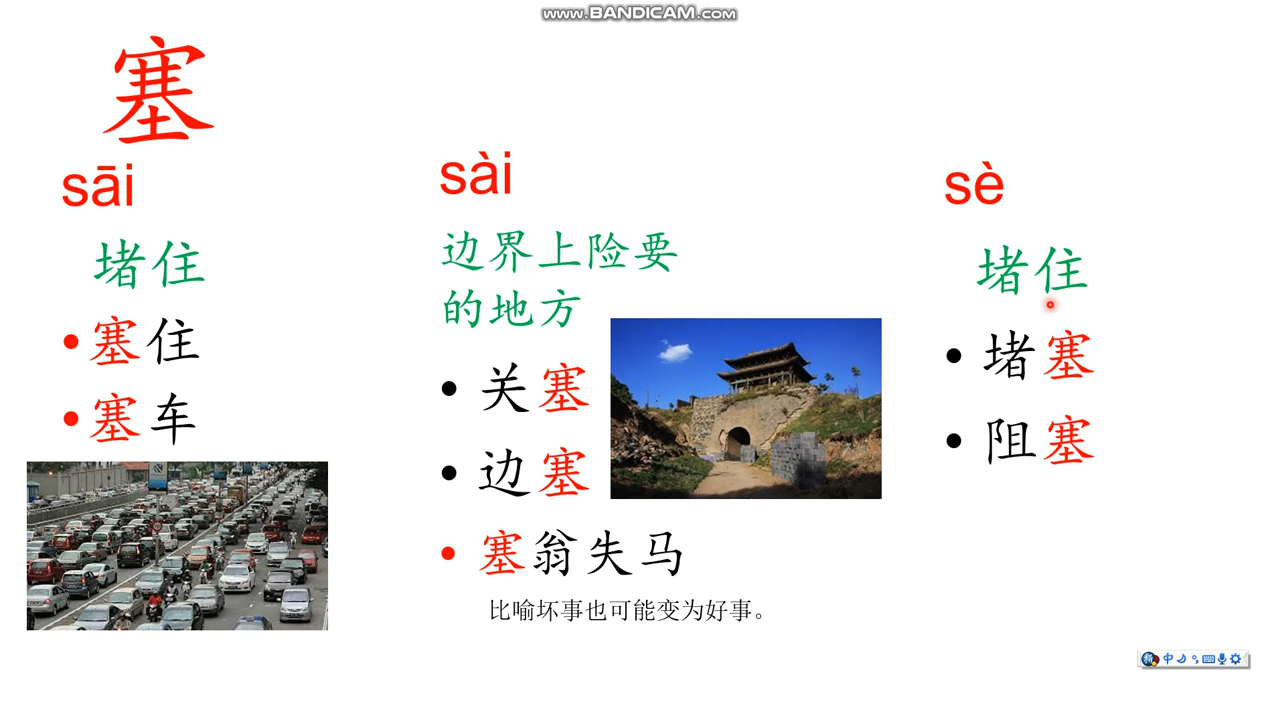 www.BANDICAM.com
塞
sāi
堵住
•塞住
•塞车
sài
边界上险要
的地方
• 关塞
• 边塞
• 塞翁失马
比喻坏事也可能变为好事。
sè
堵住
• 堵塞
• 阻塞
中